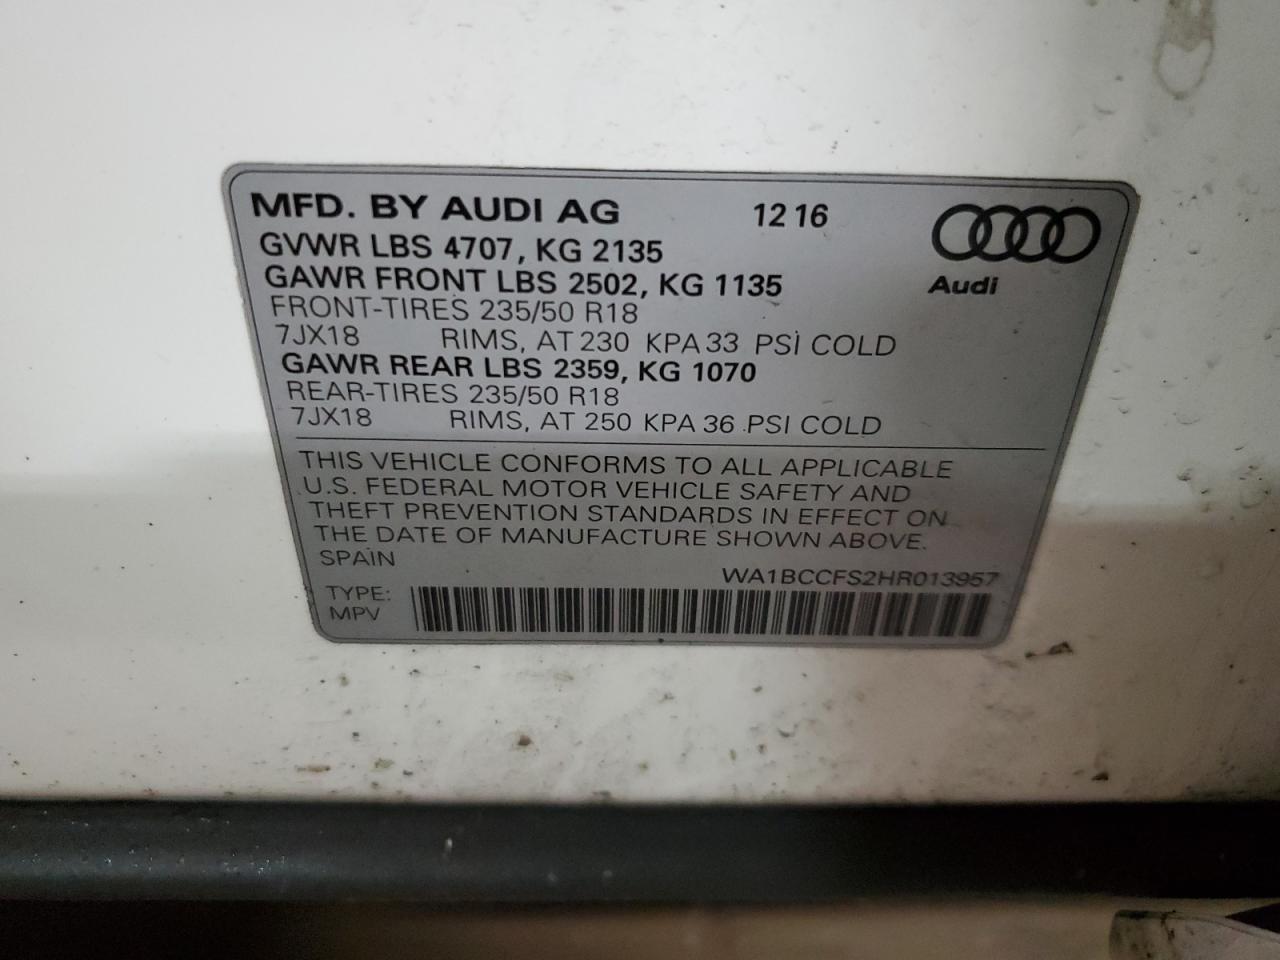 MFD. BY AUDI AG 12 16
GVWR LBS 4707, KG 2135
GAWR FRONT LBS 2502, KG 1135
Audi
FRONT-TIRES 235/50 R18
7JX18 RIMS, AT 230 KPA 33 PSI COLD
GAWR REAR LBS 2359, KG 1070
REAR-TIRES 235/50 R18
7JX18 RIMS, AT 250 KPA 36 PSI COLD
THIS VEHICLE CONFORMS TO ALL APPLICABLE
U.S. FEDERAL MOTOR VEHICLE SAFETY AND
THEFT PREVENTION STANDARDS IN EFFECT ON
THE DATE OF MANUFACTURE SHOWN ABOVE.
SPAIN
WA1BCCFS2HR013957
TYPE:
MPV